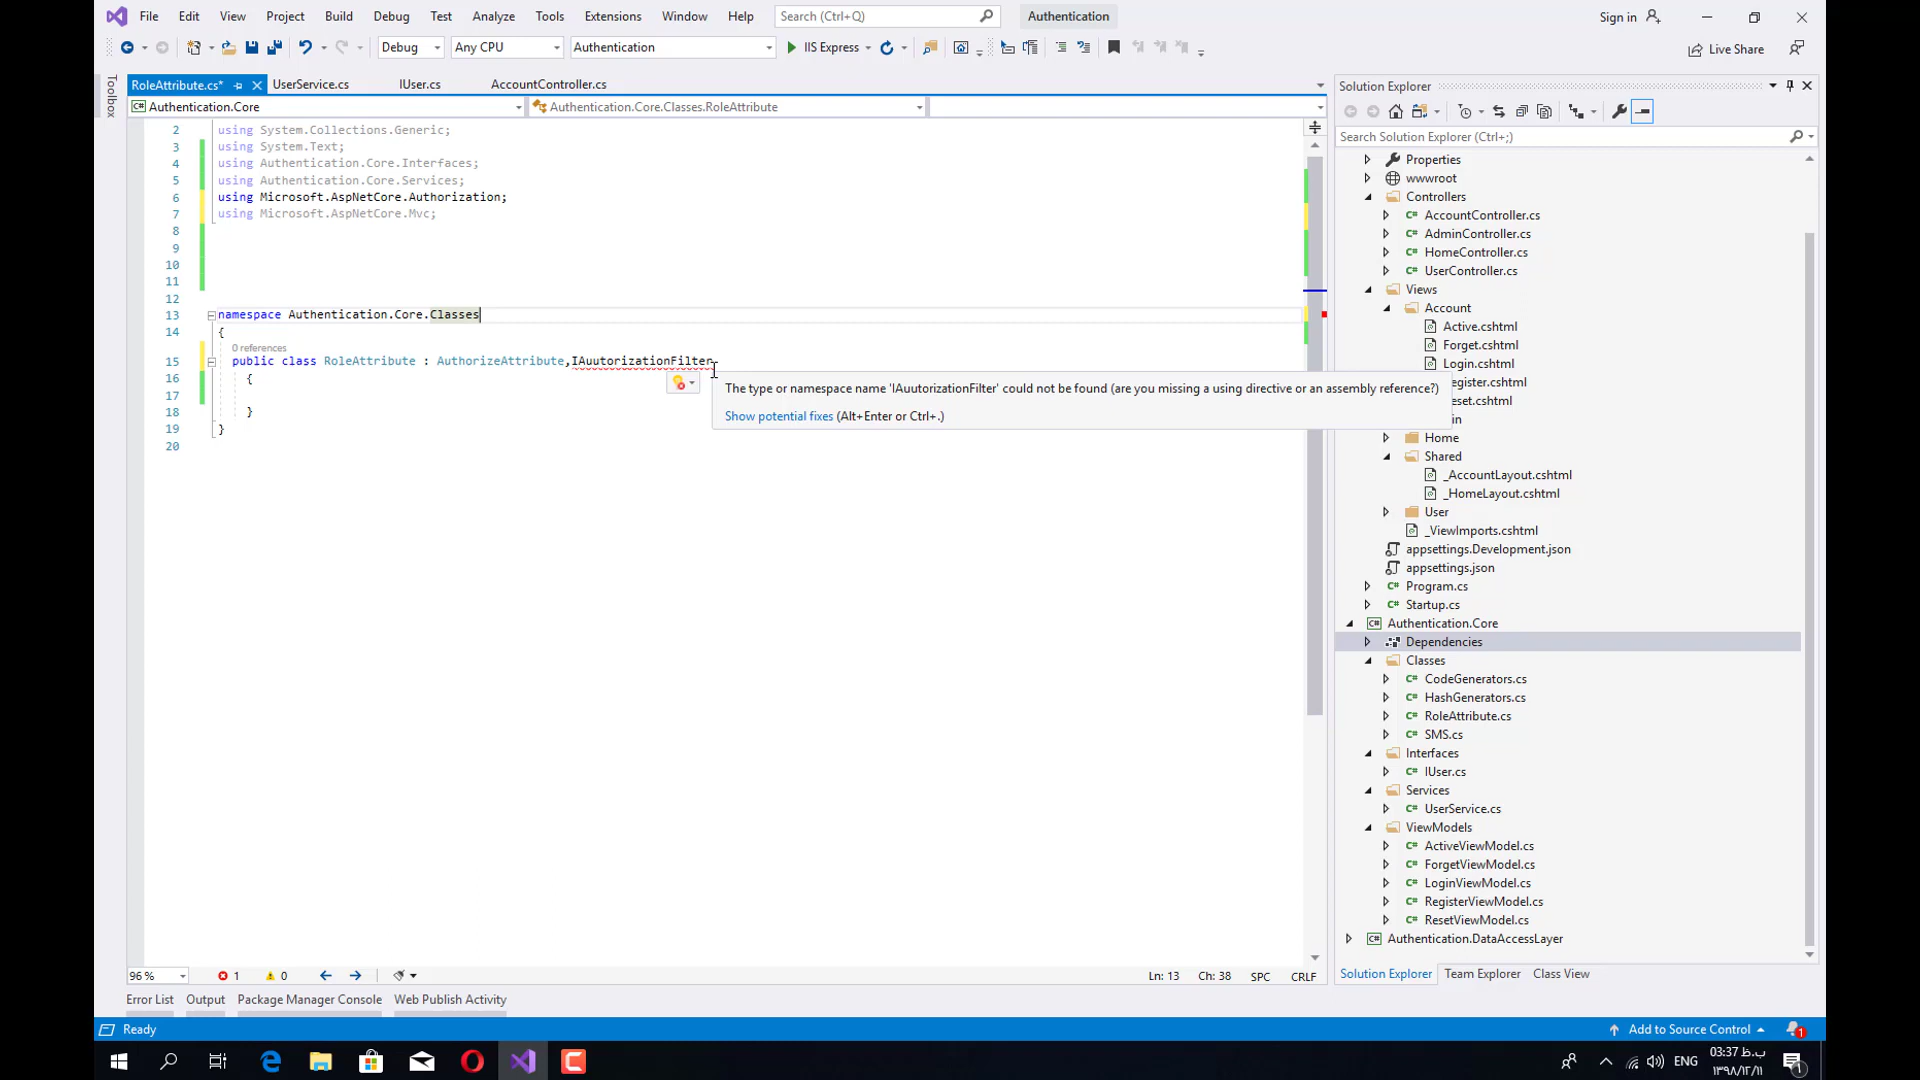 File Edit View Project Build Debug Test Analyze Tools Extensions Window Help Search (Ctrl+Q) Authentication Sign in
Debug Any CPU Authentication IIS Express Live Share
Toolbox
RoleAttribute.cs* UserService.cs IUser.cs AccountController.cs
Authentication.Core Authentication.Core.Classes.RoleAttribute
2 using System.Collections.Generic;
3 using System.Text;
4 using Authentication.Core.Interfaces;
5 using Authentication.Core.Services;
6 using Microsoft.AspNetCore.Authorization;
7 using Microsoft.AspNetCore.Mvc;
8
9
10
11
12
13 namespace Authentication.Core.Classes
14 {
0 references
15 public class RoleAttribute : AuthorizeAttribute,IAuutorizationFilter
16 {
17
18 }
19 }
20
The type or namespace name 'IAuutorizationFilter' could not be found (are you missing a using directive or an assembly reference?)
Show potential fixes (Alt+Enter or Ctrl+.)
96 % 1 0 Ln: 13 Ch: 38 SPC CRLF
Error List Output Package Manager Console Web Publish Activity
Solution Explorer
Search Solution Explorer (Ctrl+;)
Properties
wwwroot
Controllers
C# AccountController.cs
C# AdminController.cs
C# HomeController.cs
C# UserController.cs
Views
Account
Active.cshtml
Forget.cshtml
Login.cshtml
egister.cshtml
eset.cshtml
in
Home
Shared
_AccountLayout.cshtml
_HomeLayout.cshtml
User
_ViewImports.cshtml
appsettings.Development.json
appsettings.json
C# Program.cs
C# Startup.cs
C# Authentication.Core
Dependencies
Classes
C# CodeGenerators.cs
C# HashGenerators.cs
C# RoleAttribute.cs
C# SMS.cs
Interfaces
C# IUser.cs
Services
C# UserService.cs
ViewModels
C# ActiveViewModel.cs
C# ForgetViewModel.cs
C# LoginViewModel.cs
C# RegisterViewModel.cs
C# ResetViewModel.cs
C# Authentication.DataAccessLayer
Solution Explorer Team Explorer Class View
Ready Add to Source Control 1
ENG 03:37 ب.ظ 1
۱۳۹۸/۱۲/۱۱